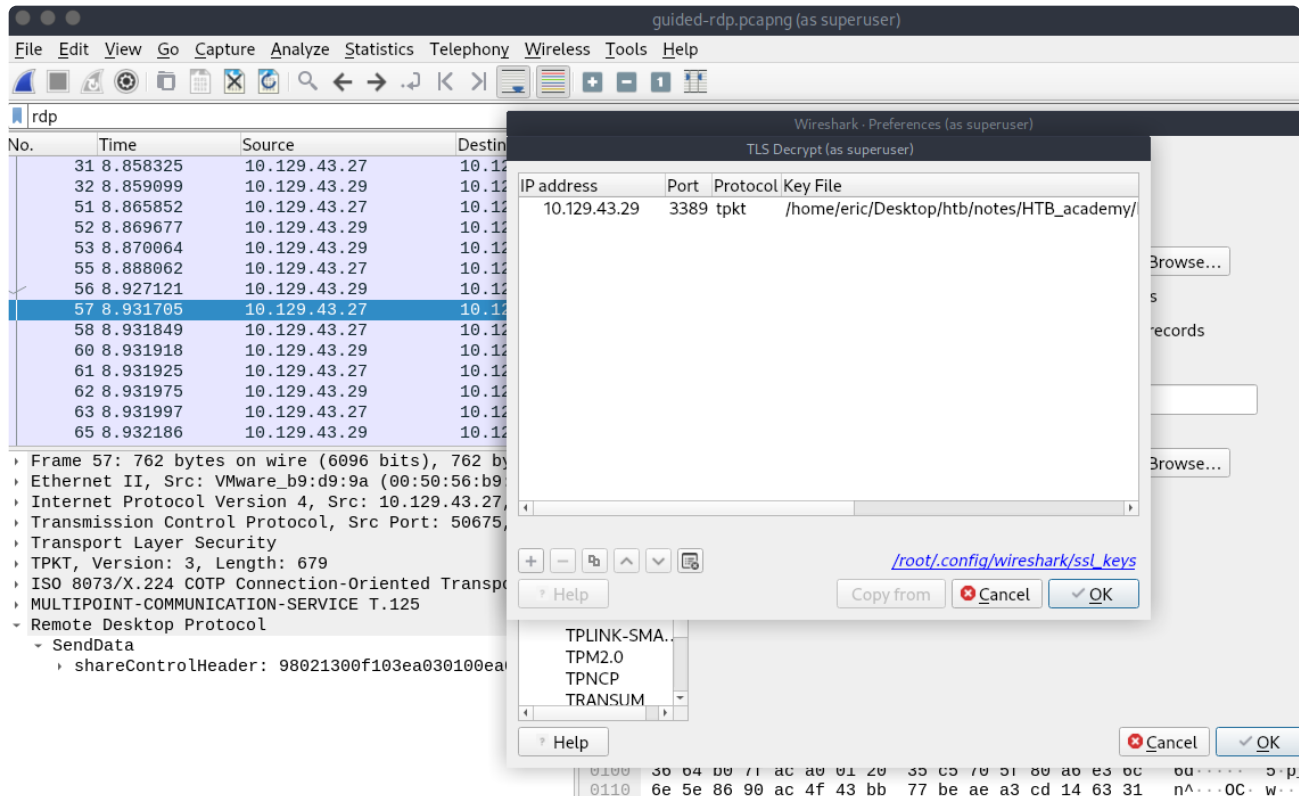 guided-rdp.pcapng (as superuser)
File Edit View Go Capture Analyze Statistics Telephony Wireless Tools Help
rdp
No. Time Source Destin
31 8.858325 10.129.43.27 10.12
32 8.859099 10.129.43.29 10.12
51 8.865852 10.129.43.27 10.12
52 8.869677 10.129.43.29 10.12
53 8.870064 10.129.43.29 10.12
55 8.888062 10.129.43.27 10.12
56 8.927121 10.129.43.29 10.12
57 8.931705 10.129.43.27 10.12
58 8.931849 10.129.43.27 10.12
60 8.931918 10.129.43.29 10.12
61 8.931925 10.129.43.27 10.12
62 8.931975 10.129.43.29 10.12
63 8.931997 10.129.43.27 10.12
65 8.932186 10.129.43.29 10.12
Frame 57: 762 bytes on wire (6096 bits), 762 by
Ethernet II, Src: VMware_b9:d9:9a (00:50:56:b9:
Internet Protocol Version 4, Src: 10.129.43.27,
Transmission Control Protocol, Src Port: 50675,
Transport Layer Security
TPKT, Version: 3, Length: 679
ISO 8073/X.224 COTP Connection-Oriented Transpo
MULTIPOINT-COMMUNICATION-SERVICE T.125
Remote Desktop Protocol
SendData
shareControlHeader: 98021300f103ea030100ea
Wireshark · Preferences (as superuser)
TLS Decrypt (as superuser)
IP address Port Protocol Key File
10.129.43.29 3389 tpkt /home/eric/Desktop/htb/notes/HTB_academy/
Browse...
s
records
Browse...
/root/.config/wireshark/ssl_keys
Help Copy from Cancel OK
TPLINK-SMA..
TPM2.0
TPNCP
TRANSUM
Help Cancel OK
0100 36 64 b0 7f ac a0 01 20 35 c5 70 5f 80 a6 e3 6c 6d····· 5·p
0110 6e 5e 86 90 ac 4f 43 bb 77 be ae a3 cd 14 63 31 n^···OC· w··